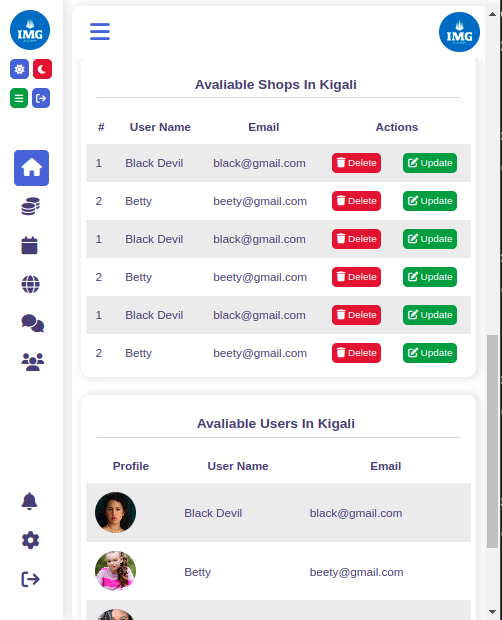 IMG
IMG
Avaliable Shops In Kigali
# User Name Email Actions
1 Black Devil black@gmail.com Delete Update
2 Betty beety@gmail.com Delete Update
1 Black Devil black@gmail.com Delete Update
2 Betty beety@gmail.com Delete Update
1 Black Devil black@gmail.com Delete Update
2 Betty beety@gmail.com Delete Update
Avaliable Users In Kigali
Profile User Name Email
Black Devil black@gmail.com
Betty beety@gmail.com